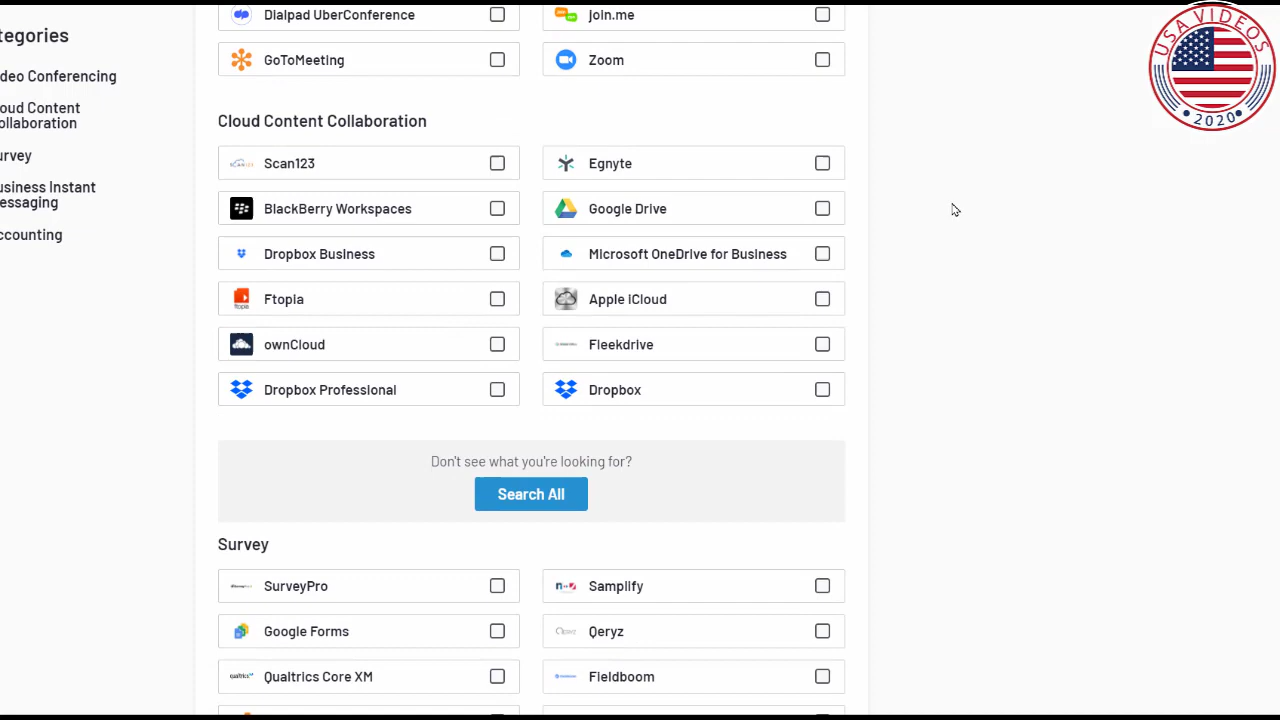 tegories
deo Conferencing
oud Content
ollaboration
urvey
usiness Instant
essaging
ccounting
Dialpad UberConference
join.me
GoToMeeting
Zoom
Cloud Content Collaboration
Scan123
Egnyte
BlackBerry Workspaces
Google Drive
Dropbox Business
Microsoft OneDrive for Business
Ftopia
Apple iCloud
ownCloud
Fleekdrive
Dropbox Professional
Dropbox
Don't see what you're looking for?
Search All
Survey
SurveyPro
Samplify
Google Forms
Qeryz
Qualtrics Core XM
Fieldboom
USA VIDEOS
2020